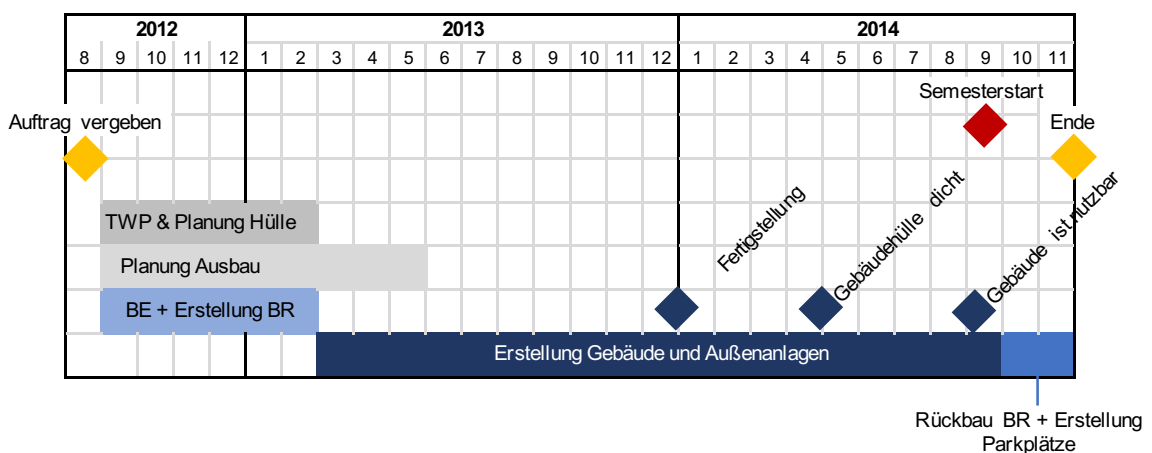 2012 2013 2014
8 9 10 11 12 1 2 3 4 5 6 7 8 9 10 11 12 1 2 3 4 5 6 7 8 9 10 11
Semesterstart
Auftrag vergeben
Ende
TWP & Planung Hülle
Fertigstellung
Gebäudehülle dicht
Gebäude ist nutzbar
Planung Ausbau
BE + Erstellung BR
Erstellung Gebäude und Außenanlagen
Rückbau BR + Erstellung
Parkplätze